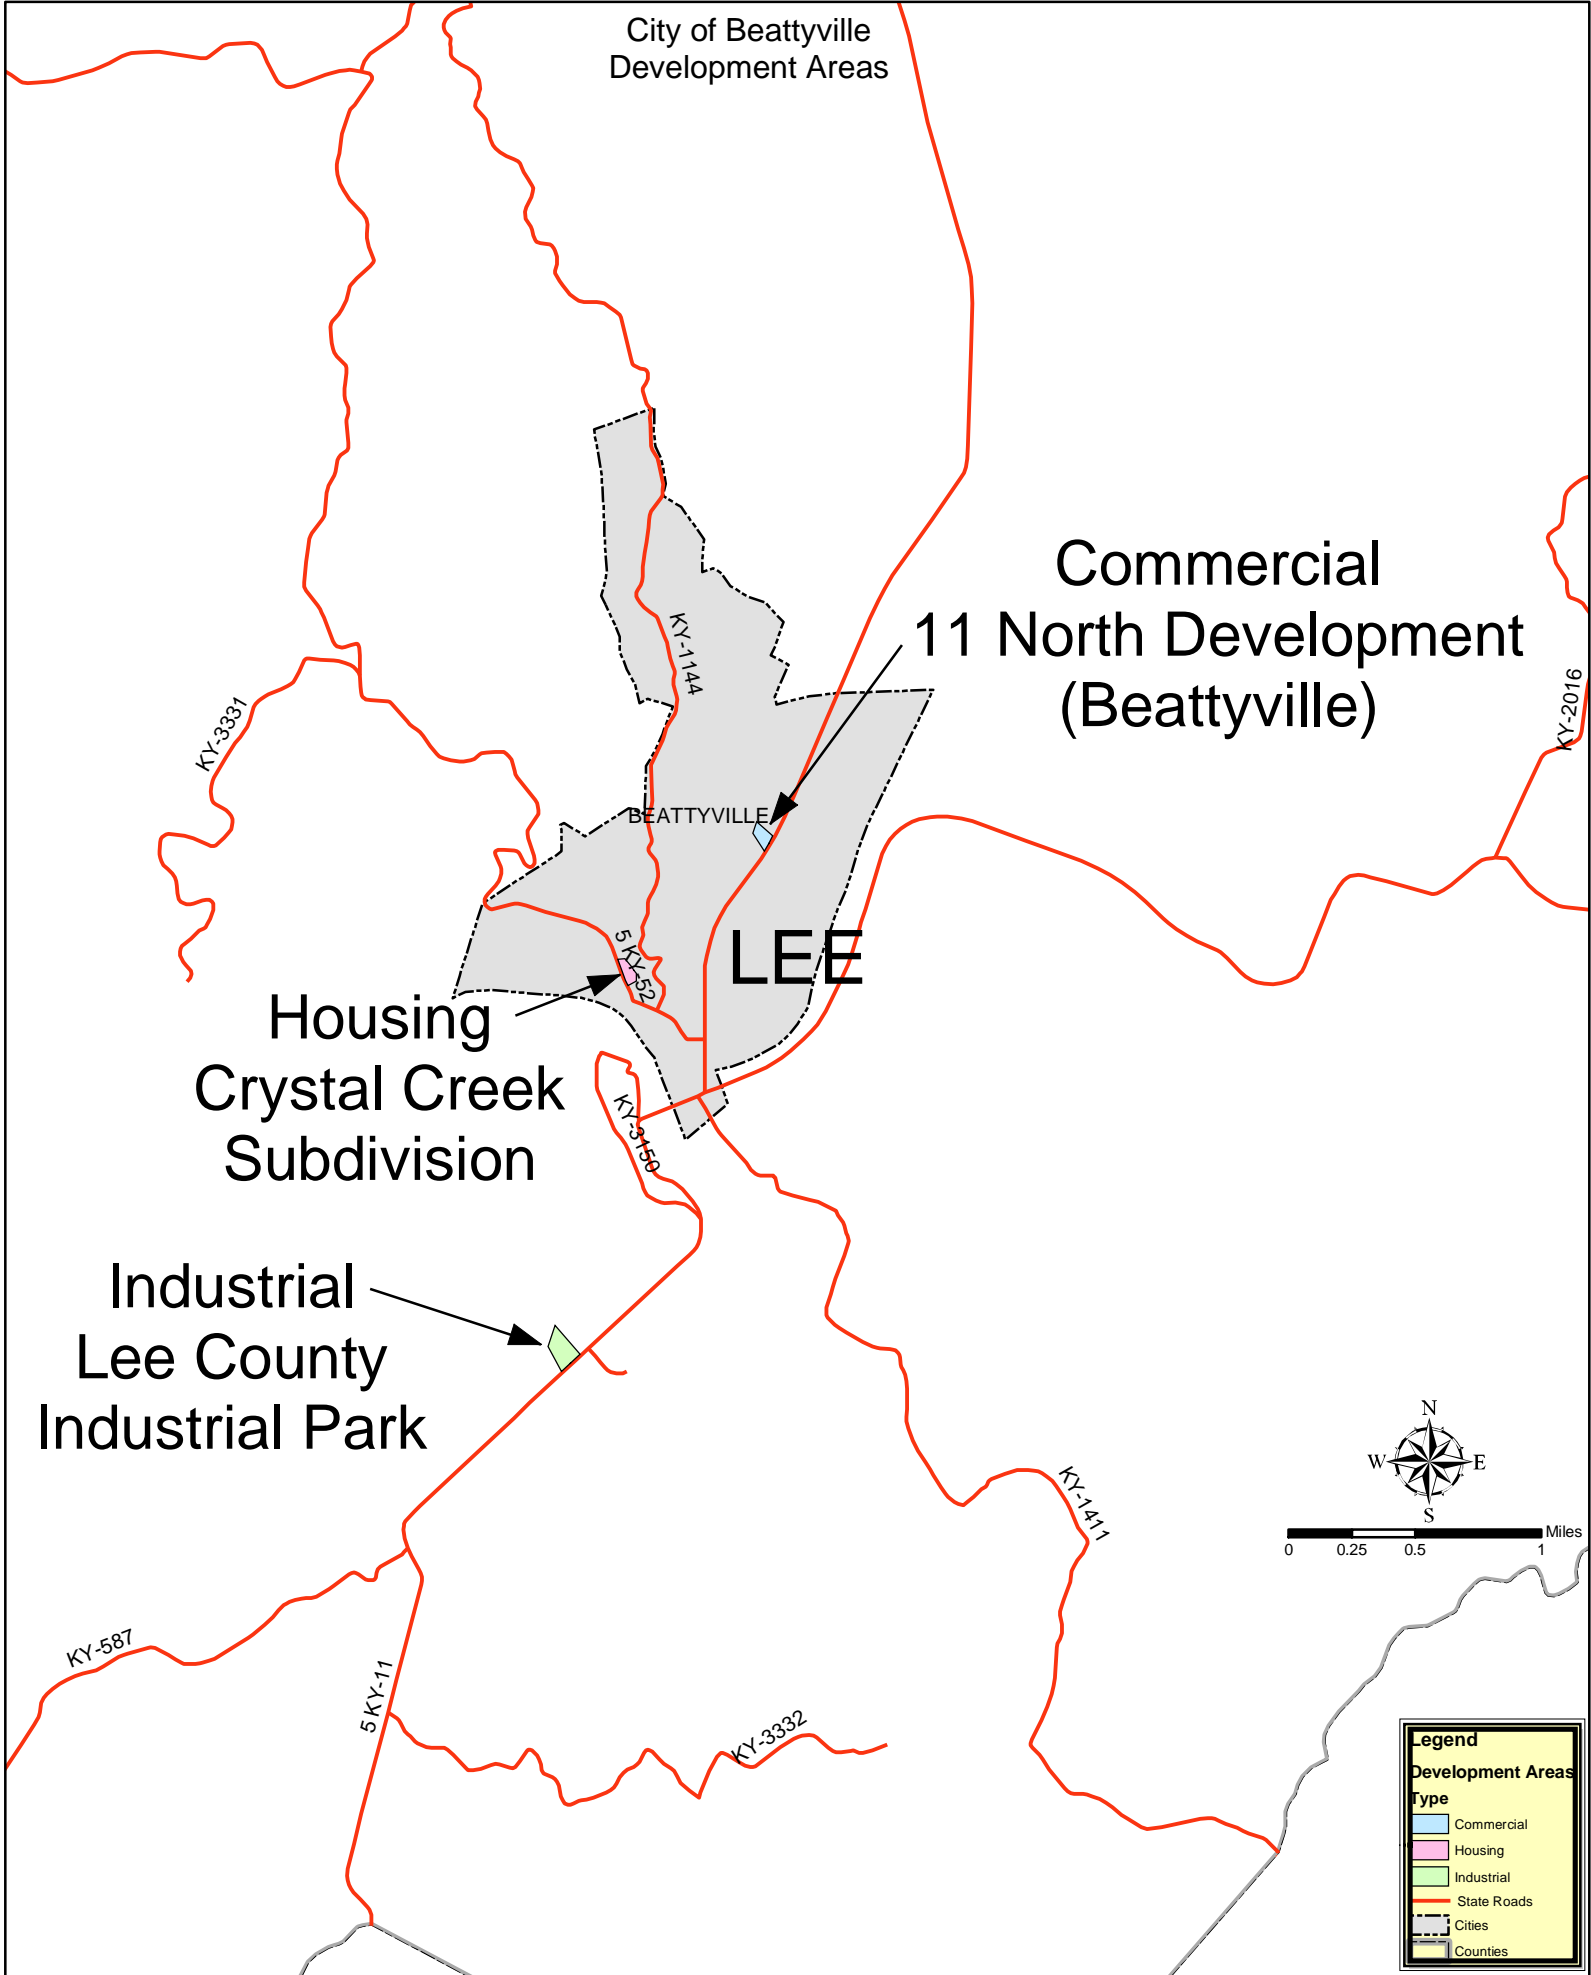 City of Beattyville
Development Areas
Commercial
11 North Development
(Beattyville)
KY-1144
KY-3331
KY-2016
BEATTYVILLE
LEE
5 KY-52
Housing
Crystal Creek
Subdivision
KY-3150
Industrial
Lee County
Industrial Park
N
W
E
S
Miles
0
0.25
0.5
1
KY-1411
KY-587
5 KY-11
KY-3332
Legend
Development Areas
Type
Commercial
Housing
Industrial
State Roads
Cities
Counties